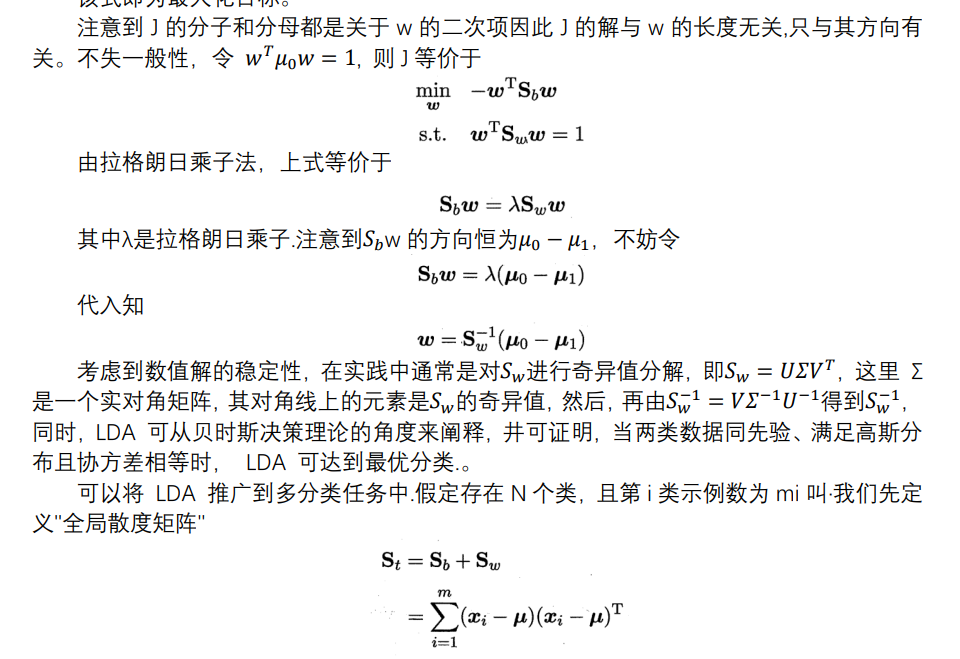 该式即为最大化目标。
注意到 J 的分子和分母都是关于 w 的二次项因此 J 的解与 w 的长度无关,只与其方向有
关。不失一般性，令 $w^T\mu_0 w = 1$, 则 J 等价于
$\min_{\boldsymbol{w}} \quad -\boldsymbol{w}^{\mathrm{T}}\mathbf{S}_b\boldsymbol{w}$
$\text{s.t.} \quad \boldsymbol{w}^{\mathrm{T}}\mathbf{S}_w\boldsymbol{w} = 1$
由拉格朗日乘子法，上式等价于
$\mathbf{S}_b\boldsymbol{w} = \lambda\mathbf{S}_w\boldsymbol{w}$
其中λ是拉格朗日乘子.注意到$S_b$w 的方向恒为$\mu_0 - \mu_1$，不妨令
$\mathbf{S}_b\boldsymbol{w} = \lambda(\boldsymbol{\mu}_0 - \boldsymbol{\mu}_1)$
代入知
$\boldsymbol{w} = \mathbf{S}_w^{-1}(\boldsymbol{\mu}_0 - \boldsymbol{\mu}_1)$
考虑到数值解的稳定性，在实践中通常是对$S_w$进行奇异值分解，即$S_w = U\Sigma V^T$，这里 Σ
是一个实对角矩阵，其对角线上的元素是$S_w$的奇异值，然后，再由$S_w^{-1} = V\Sigma^{-1}U^{-1}$得到$S_w^{-1}$，
同时，LDA 可从贝时斯决策理论的角度来阐释，井可证明，当两类数据同先验、满足高斯分
布且协方差相等时， LDA 可达到最优分类.。
可以将 LDA 推广到多分类任务中.假定存在 N 个类，且第 i 类示例数为 mi 叫·我们先定
义"全局散度矩阵"
$\mathbf{S}_t = \mathbf{S}_b + \mathbf{S}_w$
$= \sum_{i=1}^{m}(\boldsymbol{x}_i - \boldsymbol{\mu})(\boldsymbol{x}_i - \boldsymbol{\mu})^{\mathrm{T}}$